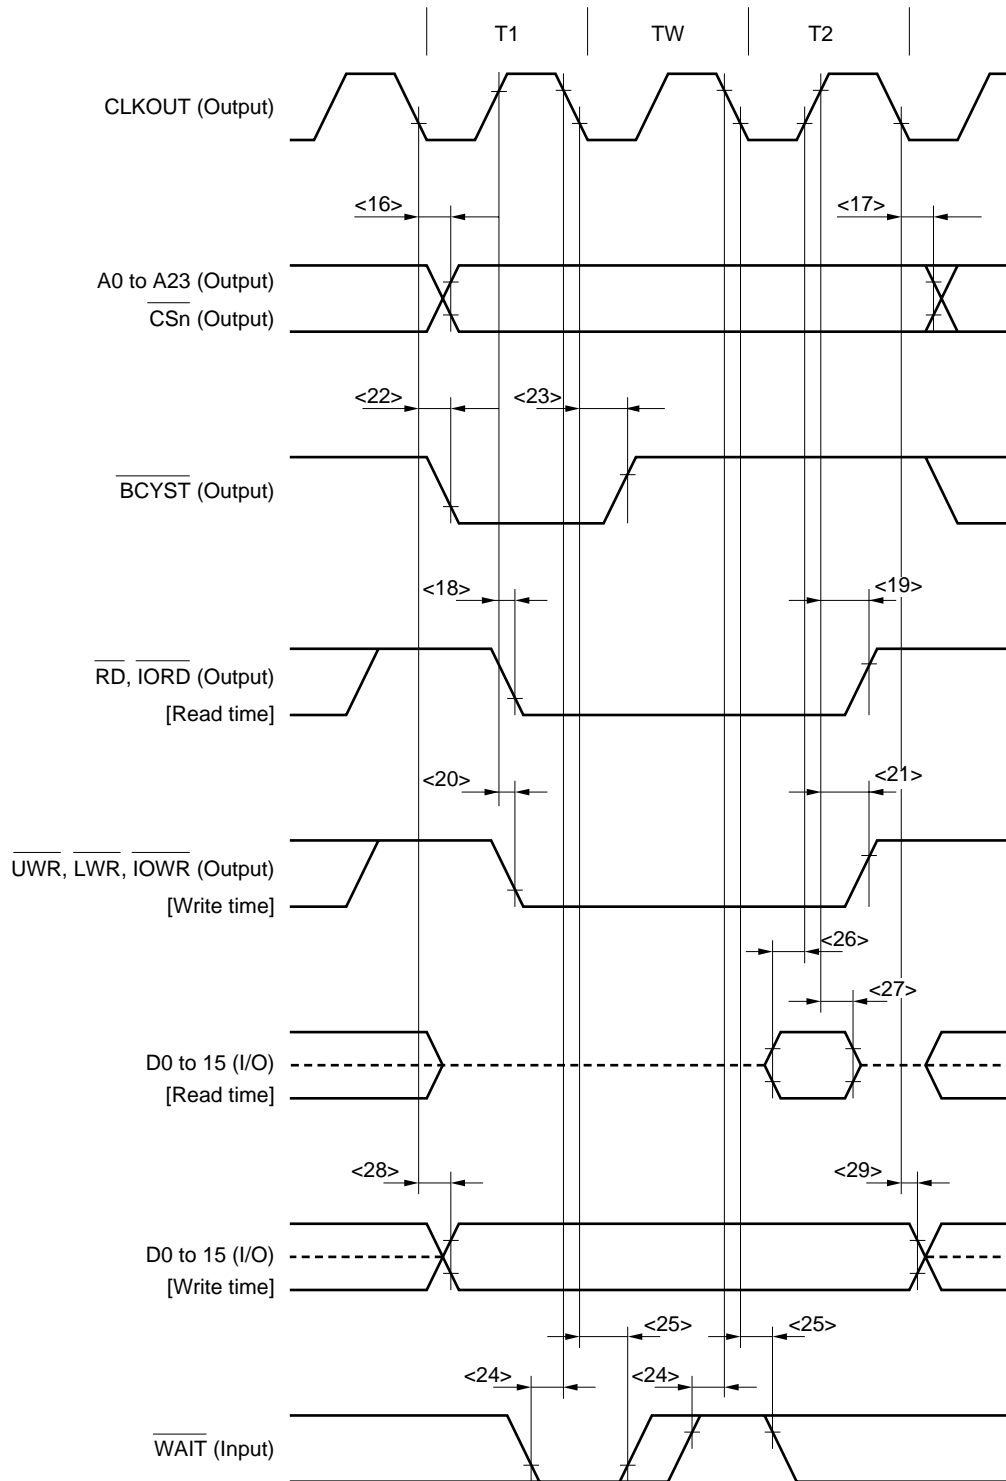 T1 TW T2
CLKOUT (Output)
<16> <17>
A0 to A23 (Output)
CSn (Output)
<22> <23>
BCYST (Output)
<18> <19>
RD, IORD (Output)
[Read time]
<20> <21>
UWR, LWR, IOWR (Output)
[Write time]
<26>
<27>
D0 to 15 (I/O)
[Read time]
<28> <29>
D0 to 15 (I/O)
[Write time]
<25> <25>
<24> <24>
WAIT (Input)